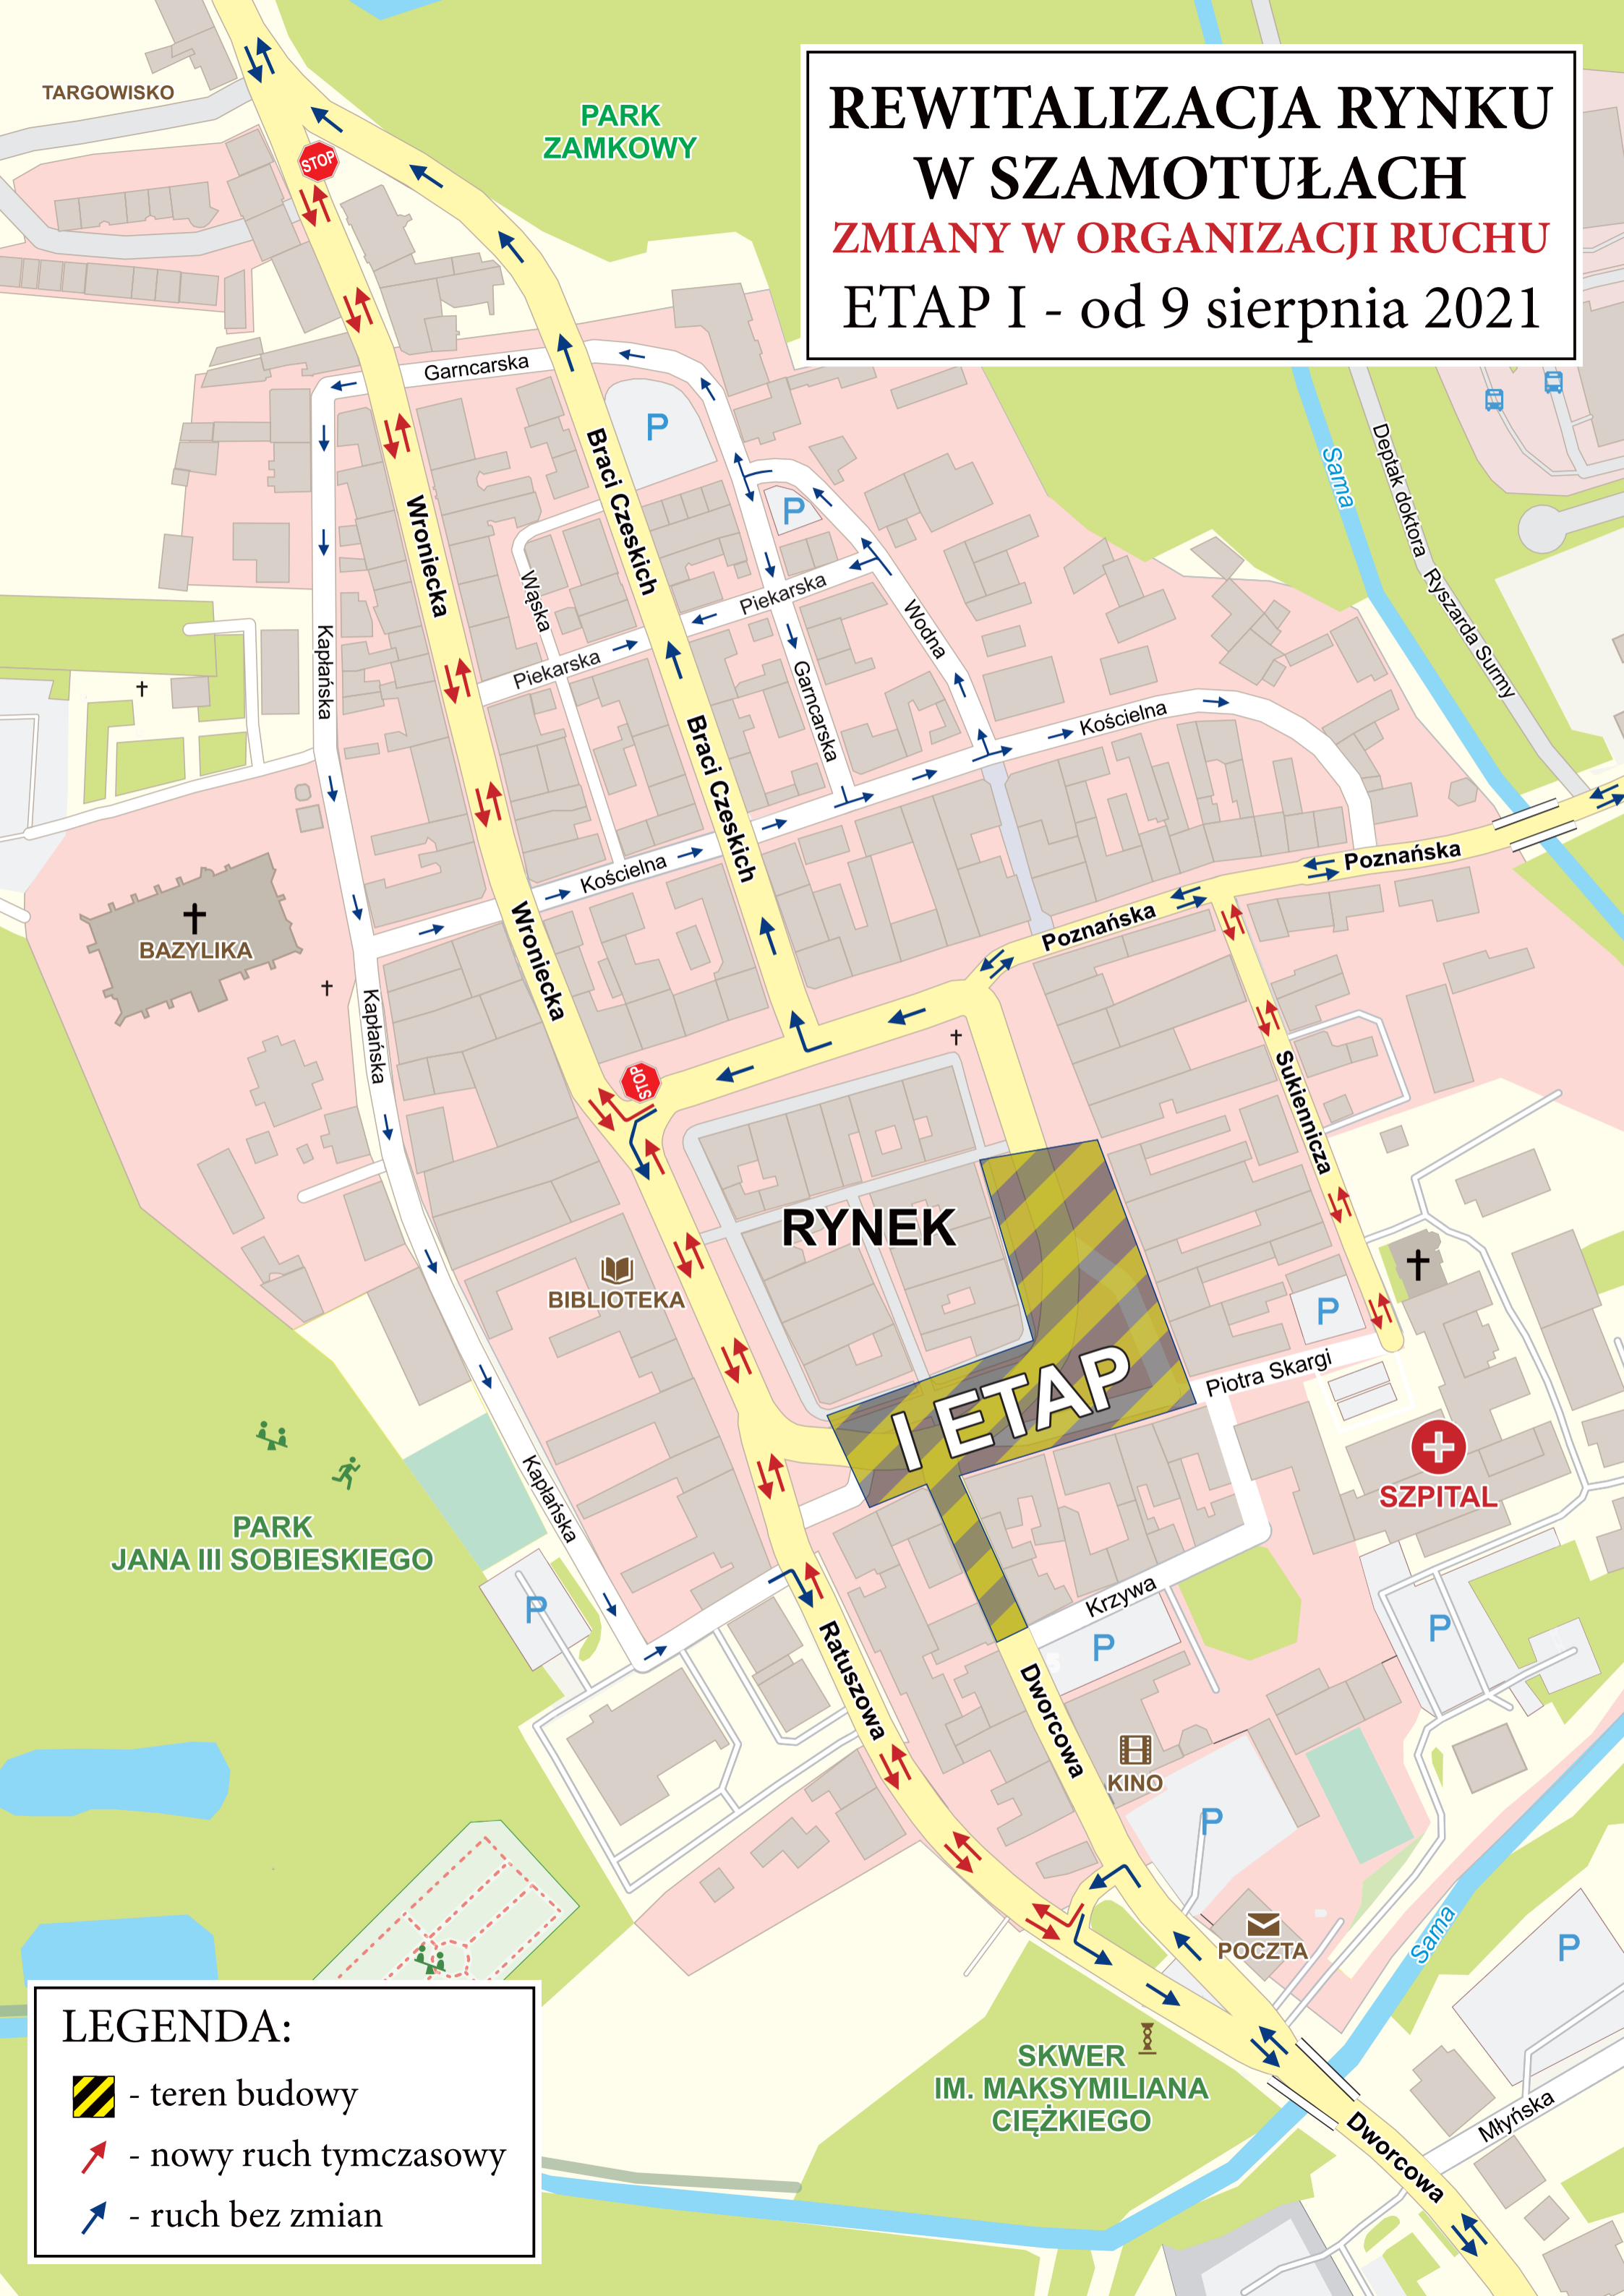 REWITALIZACJA RYNKU
W SZAMOTUŁACH
ZMIANY W ORGANIZACJI RUCHU
ETAP I - od 9 sierpnia 2021
TARGOWISKO
PARK
ZAMKOWY
STOP
Garncarska
P
Wroniecka
Braci Czeskich
P
Sama
Deptak doktora
Ryszarda Surmy
Wąska
Piekarska
Piekarska
Wodna
Kapłańska
Garncarska
Kościelna
Braci Czeskich
Kościelna
Poznańska
Poznańska
BAZYLIKA
Wroniecka
Kapłańska
STOP
Sukiennicza
RYNEK
BIBLIOTEKA
P
I ETAP
Piotra Skargi
SZPITAL
Kapłańska
PARK
JANA III SOBIESKIEGO
P
Krzywa
P
P
Ratuszowa
Dworcowa
KINO
P
POCZTA
Sama
P
SKWER
IM. MAKSYMILIANA
CIĘŻKIEGO
Młyńska
Dworcowa
LEGENDA:
- teren budowy
- nowy ruch tymczasowy
- ruch bez zmian